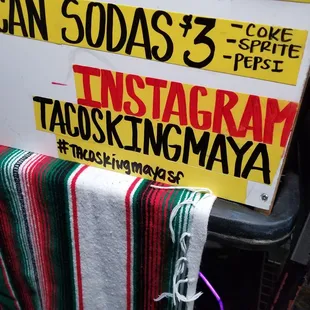 CAN SODAS $3
- COKE
- SPRITE
- PEPSI
- INSTAGRAM
TACOSKINGMAYA
#TACOSKingmayaSF